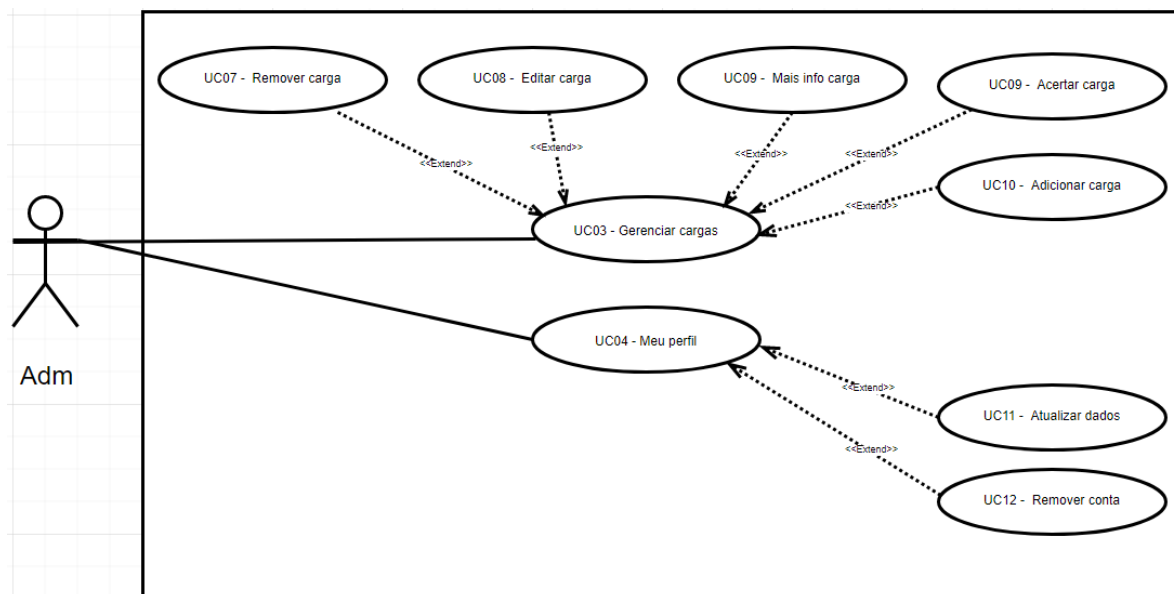 UC07 -  Remover carga
UC08 -  Editar carga
UC09 -  Mais info carga
UC09 -  Acertar carga
<<Extend>>
<<Extend>>
<<Extend>>
<<Extend>>
UC10 -  Adicionar carga
<<Extend>>
UC03 - Gerenciar cargas
UC04 - Meu perfil
Adm
<<Extend>>
UC11 -  Atualizar dados
<<Extend>>
UC12 -  Remover conta